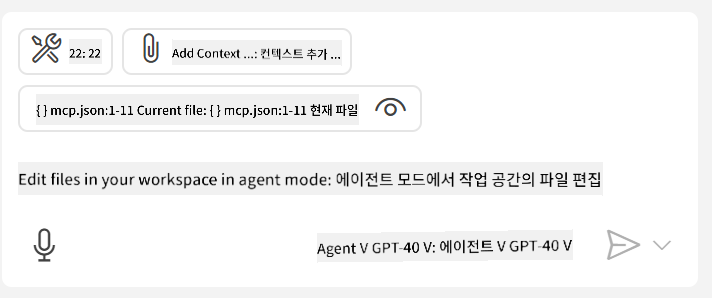 22: 22
Add Context ...: 컨텍스트 추가 ...
{ } mcp.json:1-11 Current file: { } mcp.json:1-11 현재 파일
Edit files in your workspace in agent mode: 에이전트 모드에서 작업 공간의 파일 편집
Agent V GPT-40 V: 에이전트 V GPT-40 V